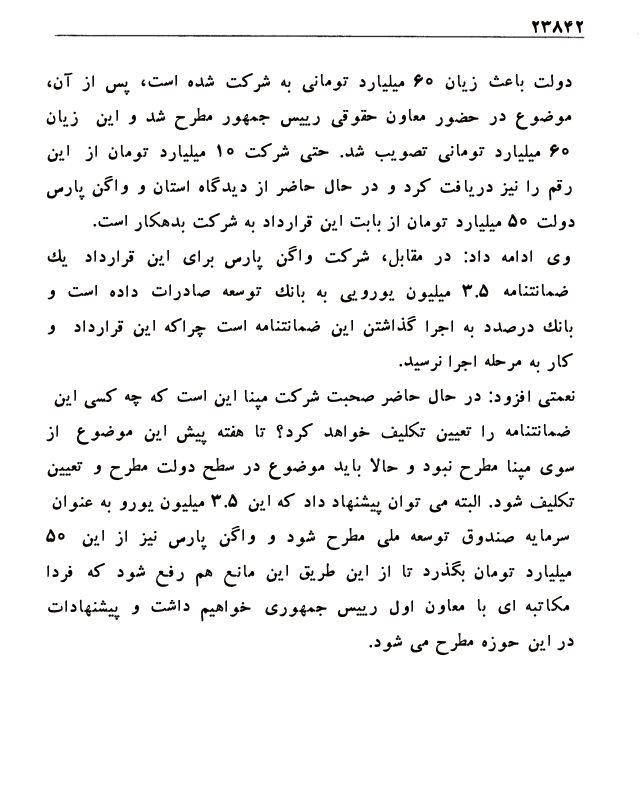 ۲۳۸۴۲
دولت باعث زیان ۶۰ میلیارد تومانی به شرکت شده است، پس از آن،
موضوع در حضور معاون حقوقی رییس جمهور مطرح شد و این زیان
۶۰ میلیارد تومانی تصویب شد. حتی شرکت ۱۰ میلیارد تومان از این
رقم را نیز دریافت کرد و در حال حاضر از دیدگاه استان و واگن پارس
دولت ۵۰ میلیارد تومان از بابت این قرارداد به شرکت بدهکار است.
وی ادامه داد: در مقابل، شرکت واگن پارس برای این قرارداد یك
ضمانتنامه ۳.۵ میلیون یورویی به بانك توسعه صادرات داده است و
بانك درصدد به اجرا گذاشتن این ضمانتنامه است چراکه این قرارداد و
کار به مرحله اجرا نرسید.
نعمتی افزود: در حال حاضر صحبت شرکت مپنا این است که چه کسی این
ضمانتنامه را تعیین تکلیف خواهد کرد؟ تا هفته پیش این موضوع از
سوی مپنا مطرح نبود و حالا باید موضوع در سطح دولت مطرح و تعیین
تکلیف شود. البته می توان پیشنهاد داد که این ۳.۵ میلیون یورو به عنوان
سرمایه صندوق توسعه ملی مطرح شود و واگن پارس نیز از این ۵۰
میلیارد تومان بگذرد تا از این طریق این مانع هم رفع شود که فردا
مکاتبه ای با معاون اول رییس جمهوری خواهیم داشت و پیشنهادات
در این حوزه مطرح می شود.